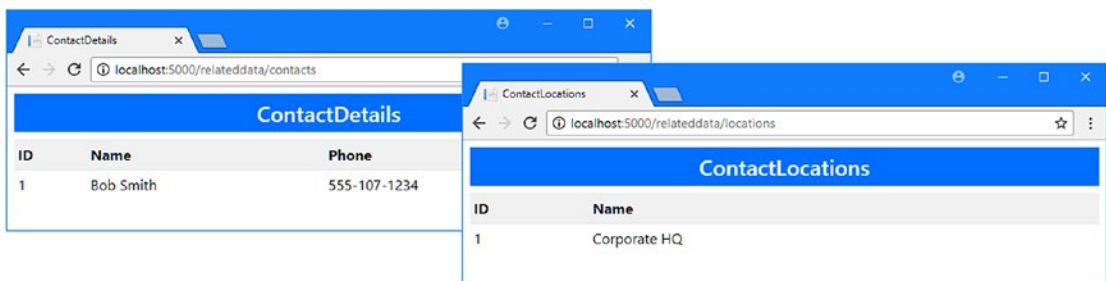 ContactDetails
localhost:5000/relateddata/contacts
ContactDetails
ID Name Phone
1 Bob Smith 555-107-1234
ContactLocations
localhost:5000/relateddata/locations
ContactLocations
ID Name
1 Corporate HQ